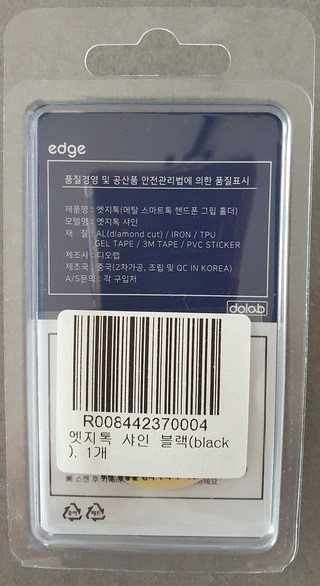 edge
품질경영 및 공산품 안전관리법에 의한 품질표시
제품명 : 엣지톡(메탈 스마트톡 핸드폰 그립 홀더)
모델명 : 엣지톡 샤인
재 질 : AL(diamond cut) / IRON / TPU
GEL TAPE / 3M TAPE / PVC STICKER
제조사 : 디오랩
제조국 : 중국(2차가공, 조립 및 QC IN KOREA)
A/S문의 : 각 구입처
dolab
R008442370004
엣지톡 샤인 블랙(black
), 1개
스캔 후